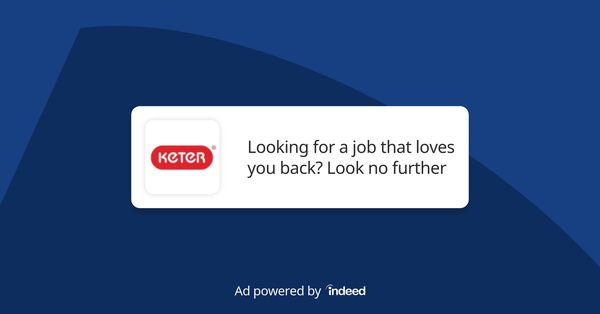 KETER®
Looking for a job that loves
you back? Look no further
Ad powered by indeed